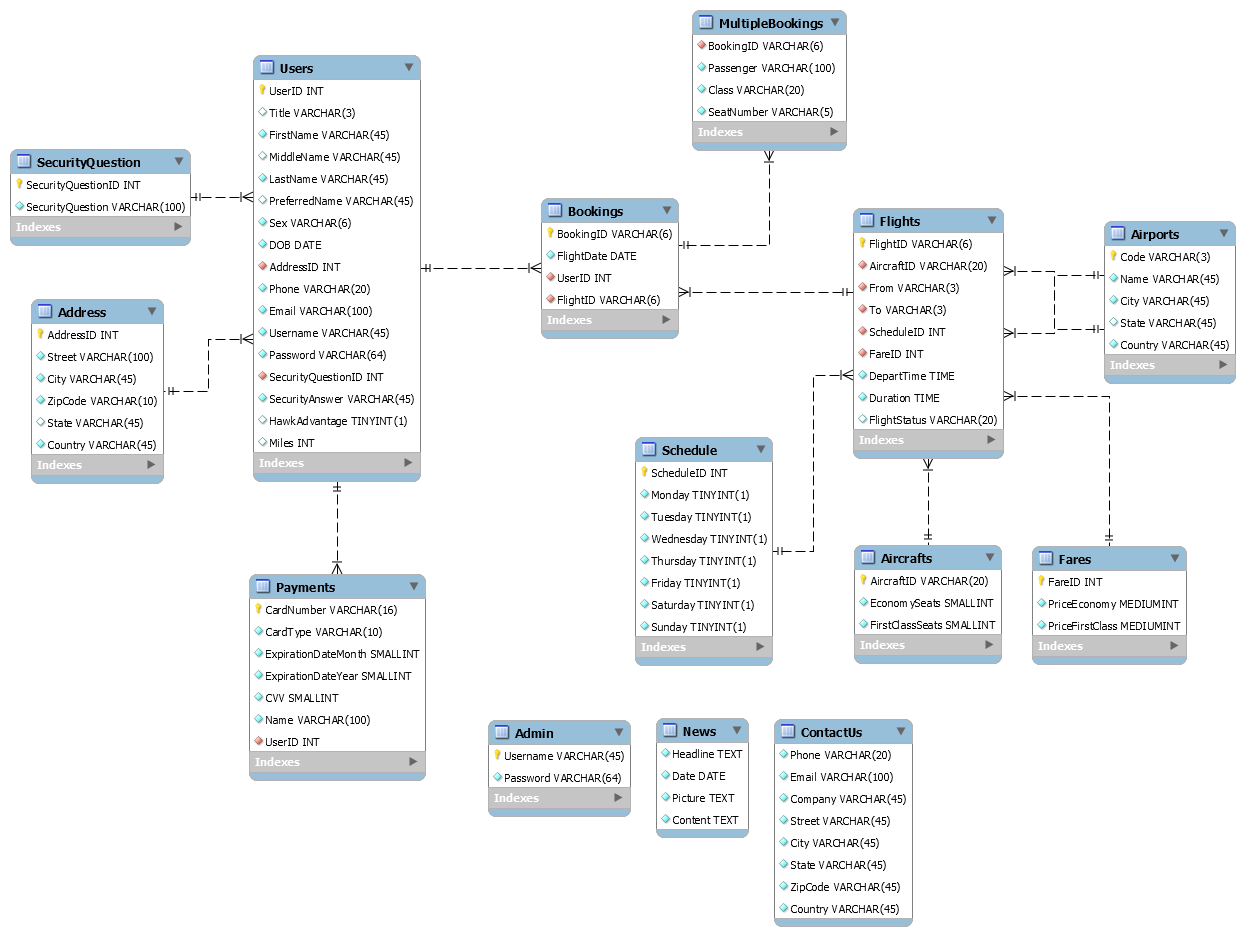 MultipleBookings
BookingID VARCHAR(6)
Passenger VARCHAR(100)
Class VARCHAR(20)
SeatNumber VARCHAR(5)
Indexes
Users
UserID INT
Title VARCHAR(3)
FirstName VARCHAR(45)
MiddleName VARCHAR(45)
LastName VARCHAR(45)
PreferredName VARCHAR(45)
Sex VARCHAR(6)
DOB DATE
AddressID INT
Phone VARCHAR(20)
Email VARCHAR(100)
Username VARCHAR(45)
Password VARCHAR(64)
SecurityQuestionID INT
SecurityAnswer VARCHAR(45)
HawkAdvantage TINYINT(1)
Miles INT
Indexes
SecurityQuestion
SecurityQuestionID INT
SecurityQuestion VARCHAR(100)
Indexes
Bookings
BookingID VARCHAR(6)
FlightDate DATE
UserID INT
FlightID VARCHAR(6)
Indexes
Flights
FlightID VARCHAR(6)
AircraftID VARCHAR(20)
From VARCHAR(3)
To VARCHAR(3)
ScheduleID INT
FareID INT
DepartTime TIME
Duration TIME
FlightStatus VARCHAR(20)
Indexes
Airports
Code VARCHAR(3)
Name VARCHAR(45)
City VARCHAR(45)
State VARCHAR(45)
Country VARCHAR(45)
Indexes
Address
AddressID INT
Street VARCHAR(100)
City VARCHAR(45)
ZipCode VARCHAR(10)
State VARCHAR(45)
Country VARCHAR(45)
Indexes
Schedule
ScheduleID INT
Monday TINYINT(1)
Tuesday TINYINT(1)
Wednesday TINYINT(1)
Thursday TINYINT(1)
Friday TINYINT(1)
Saturday TINYINT(1)
Sunday TINYINT(1)
Indexes
Aircrafts
AircraftID VARCHAR(20)
EconomySeats SMALLINT
FirstClassSeats SMALLINT
Indexes
Fares
FareID INT
PriceEconomy MEDIUMINT
PriceFirstClass MEDIUMINT
Indexes
Payments
CardNumber VARCHAR(16)
CardType VARCHAR(10)
ExpirationDateMonth SMALLINT
ExpirationDateYear SMALLINT
CVV SMALLINT
Name VARCHAR(100)
UserID INT
Indexes
Admin
Username VARCHAR(45)
Password VARCHAR(64)
Indexes
News
Headline TEXT
Date DATE
Picture TEXT
Content TEXT
ContactUs
Phone VARCHAR(20)
Email VARCHAR(100)
Company VARCHAR(45)
Street VARCHAR(45)
City VARCHAR(45)
State VARCHAR(45)
ZipCode VARCHAR(45)
Country VARCHAR(45)